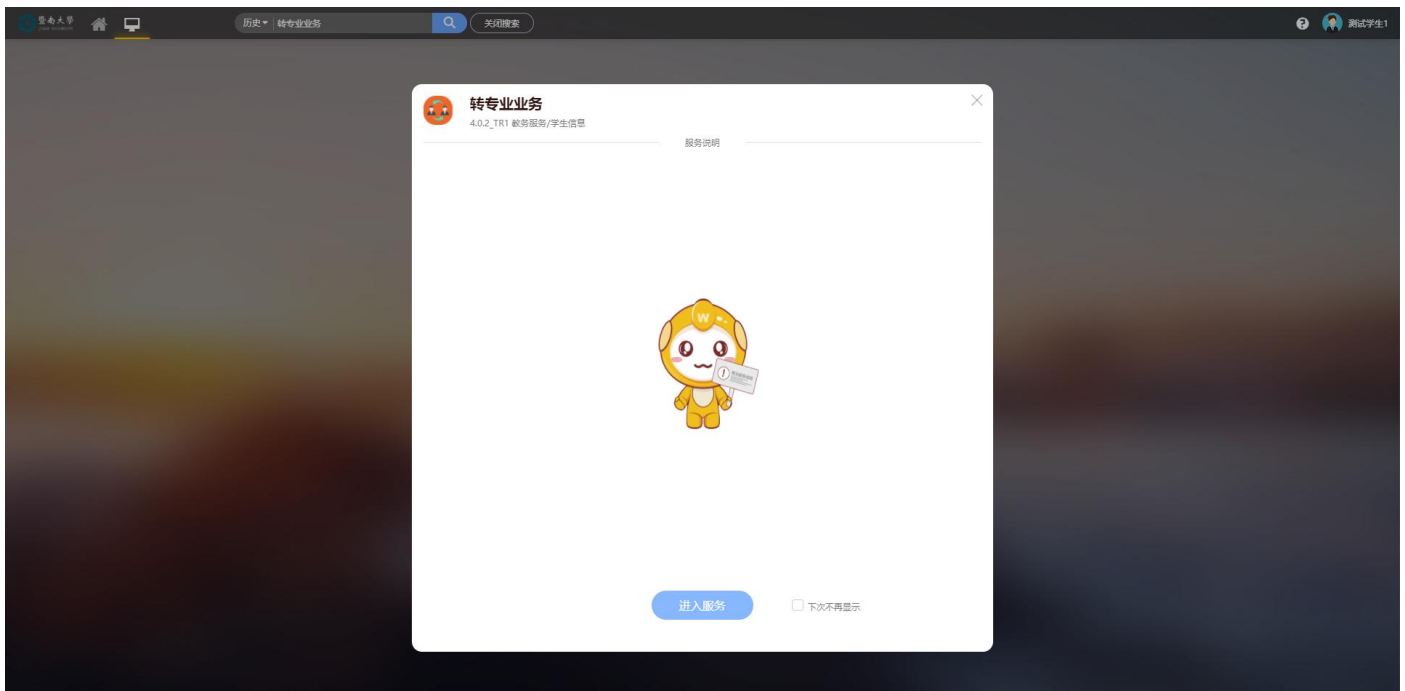 暨南大學
历史 转专业业务
关闭搜索
测试学生1
转专业业务
4.0.2_TR1 教务服务/学生信息
服务说明
W
进入服务
下次不再显示